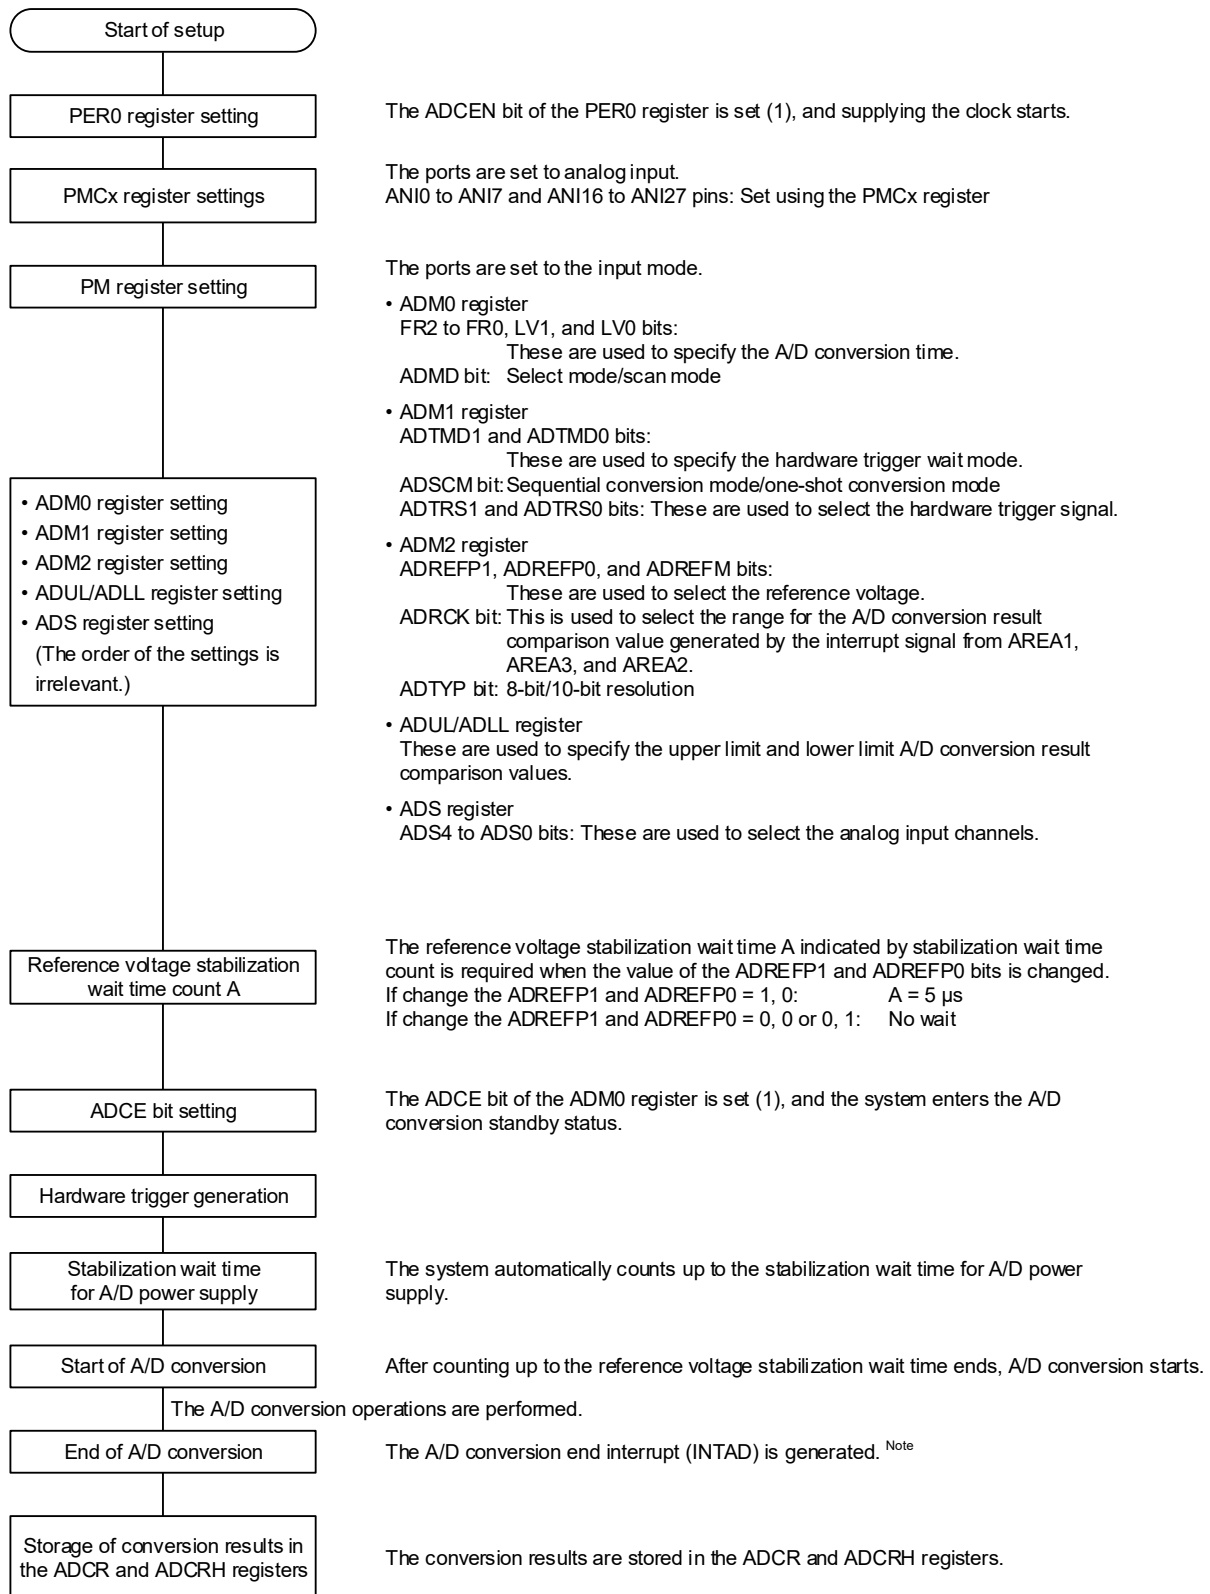 Start of setup
PER0 register setting
The ADCEN bit of the PER0 register is set (1), and supplying the clock starts.
PMCx register settings
The ports are set to analog input.
ANI0 to ANI7 and ANI16 to ANI27 pins: Set using the PMCx register
PM register setting
The ports are set to the input mode.
• ADM0 register setting
• ADM1 register setting
• ADM2 register setting
• ADUL/ADLL register setting
• ADS register setting
(The order of the settings is
irrelevant.)
• ADM0 register
FR2 to FR0, LV1, and LV0 bits:
These are used to specify the A/D conversion time.
ADMD bit: Select mode/scan mode
• ADM1 register
ADTMD1 and ADTMD0 bits:
These are used to specify the hardware trigger wait mode.
ADSCM bit: Sequential conversion mode/one-shot conversion mode
ADTRS1 and ADTRS0 bits: These are used to select the hardware trigger signal.
• ADM2 register
ADREFP1, ADREFP0, and ADREFM bits:
These are used to select the reference voltage.
ADRCK bit: This is used to select the range for the A/D conversion result
comparison value generated by the interrupt signal from AREA1,
AREA3, and AREA2.
ADTYP bit: 8-bit/10-bit resolution
• ADUL/ADLL register
These are used to specify the upper limit and lower limit A/D conversion result
comparison values.
• ADS register
ADS4 to ADS0 bits: These are used to select the analog input channels.
Reference voltage stabilization
wait time count A
The reference voltage stabilization wait time A indicated by stabilization wait time
count is required when the value of the ADREFP1 and ADREFP0 bits is changed.
If change the ADREFP1 and ADREFP0 = 1, 0: A = 5 µs
If change the ADREFP1 and ADREFP0 = 0, 0 or 0, 1: No wait
ADCE bit setting
The ADCE bit of the ADM0 register is set (1), and the system enters the A/D
conversion standby status.
Hardware trigger generation
Stabilization wait time
for A/D power supply
The system automatically counts up to the stabilization wait time for A/D power
supply.
Start of A/D conversion
After counting up to the reference voltage stabilization wait time ends, A/D conversion starts.
The A/D conversion operations are performed.
End of A/D conversion
The A/D conversion end interrupt (INTAD) is generated. Note
Storage of conversion results in
the ADCR and ADCRH registers
The conversion results are stored in the ADCR and ADCRH registers.